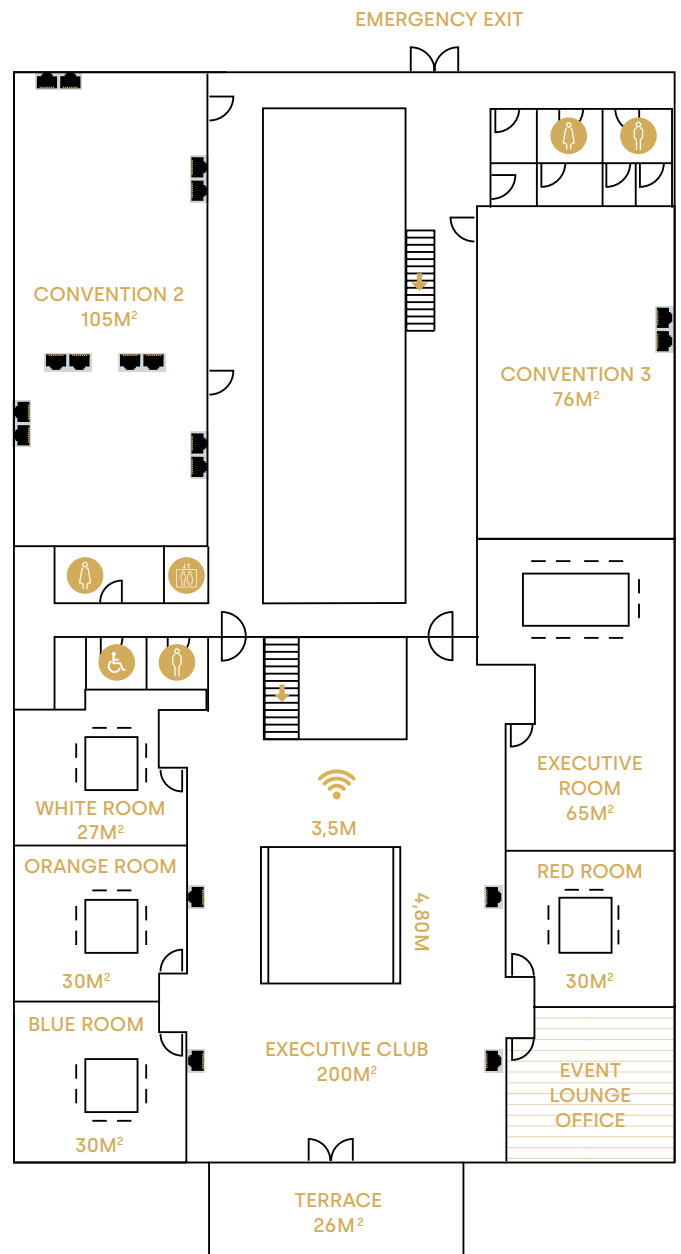 EMERGENCY EXIT
CONVENTION 2
105M²
CONVENTION 3
76M²
EXECUTIVE
ROOM
65M²
WHITE ROOM
27M²
3,5M
ORANGE ROOM
30M²
4,80M
RED ROOM
30M²
BLUE ROOM
30M²
EXECUTIVE CLUB
200M²
EVENT
LOUNGE
OFFICE
TERRACE
26M²